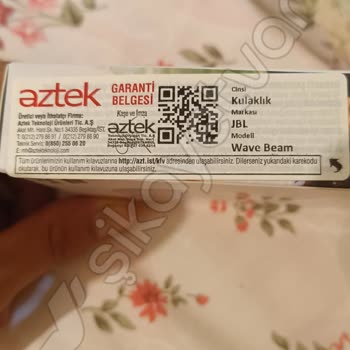 aztek
GARANTİ
BELGESİ
Üretici veya İthalatçı Firma
Aztek Teknoloji Ürünleri Tic. A.Ş
Kaşe ve İmza
aztek
Cinsi
Kulaklık
Markası
JBL
Modeli
Wave Beam
Tüm ürünlerimizin kullanım kılavuzlarına http://azt.ist/kfv adresinden ulaşabilirsiniz. Dilerseniz yukarıdaki karekodu
okutarak, bu ürünün kullanım kılavuzuna ulaşabilirsiniz.
şikayetvar